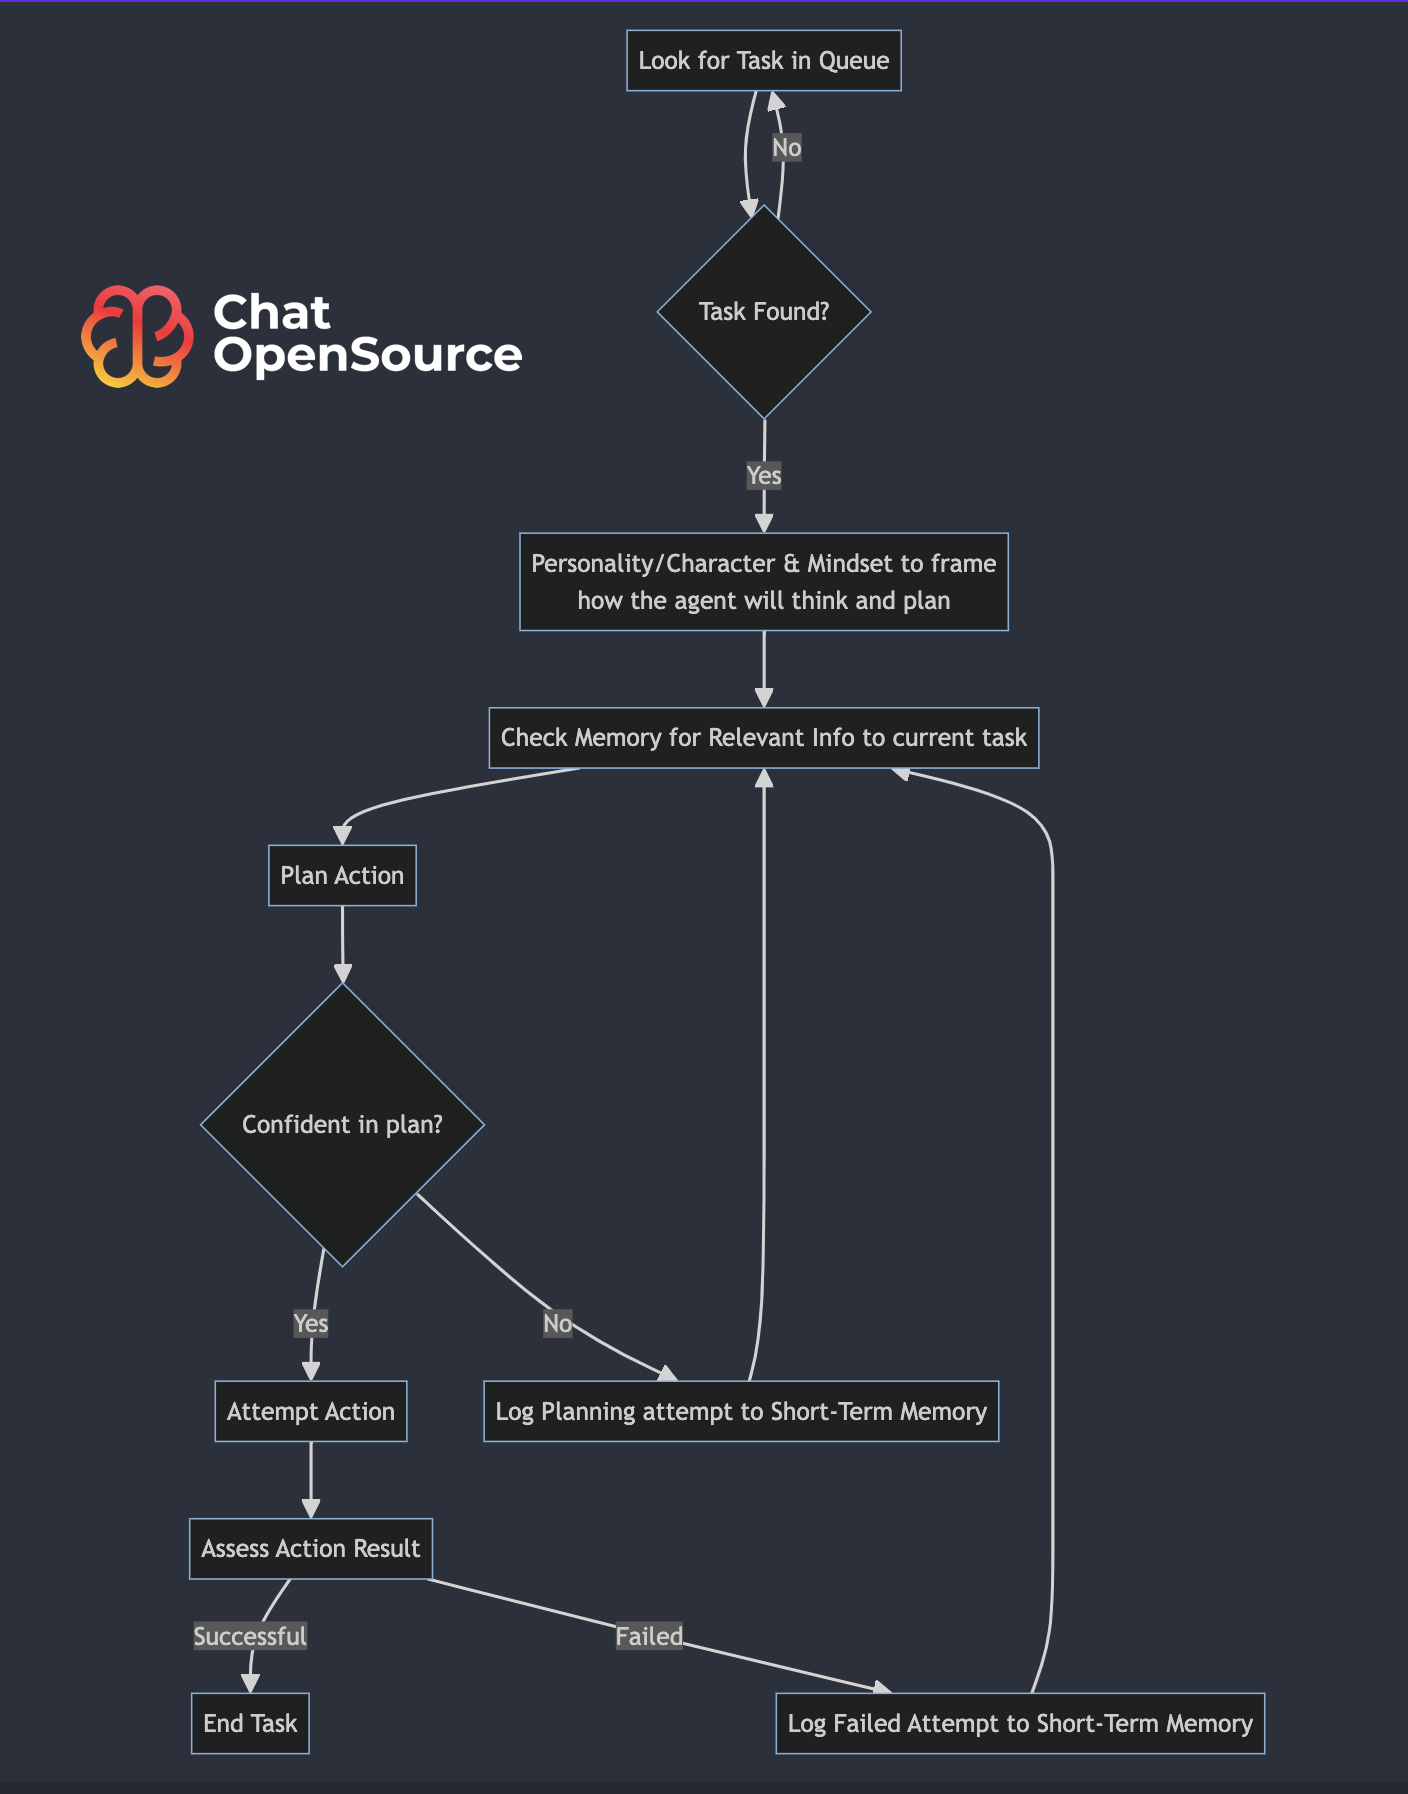 Look for Task in Queue
No
Chat
OpenSource
Task Found?
Yes
Personality/Character & Mindset to frame
how the agent will think and plan
Check Memory for Relevant Info to current task
Plan Action
Confident in plan?
Yes
No
Attempt Action
Log Planning attempt to Short-Term Memory
Assess Action Result
Successful
Failed
End Task
Log Failed Attempt to Short-Term Memory